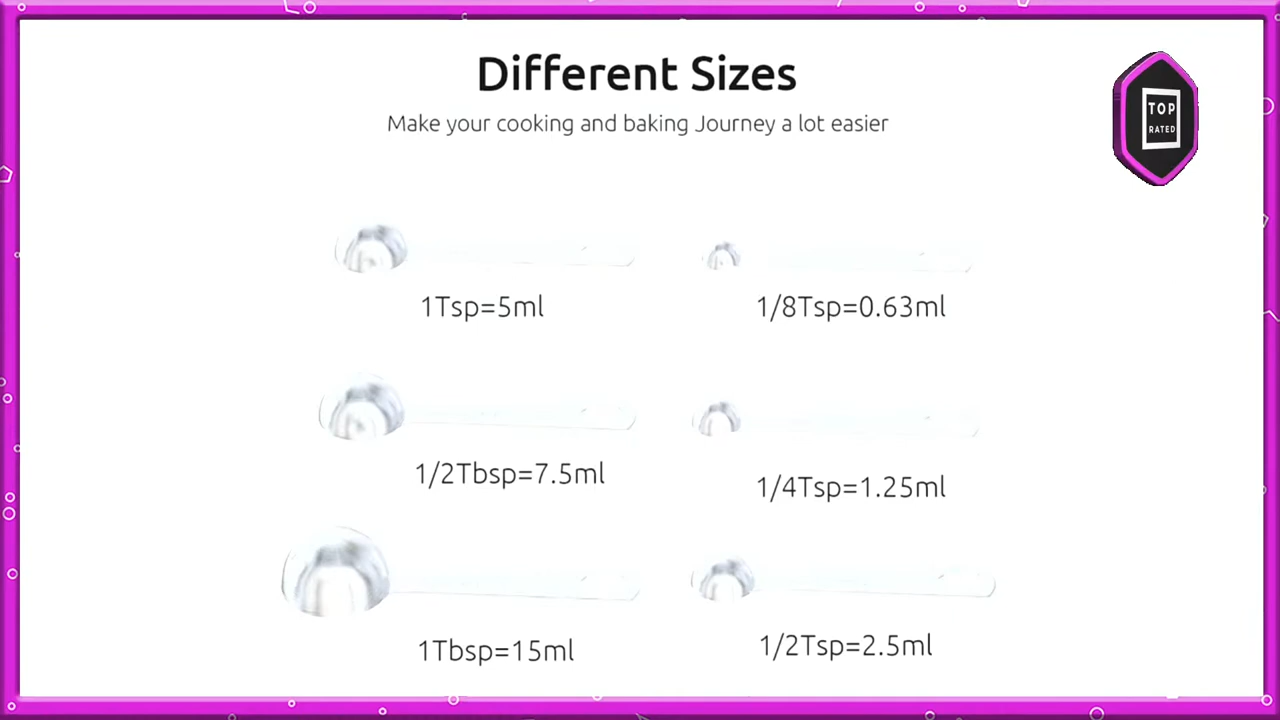 Different Sizes
Make your cooking and baking Journey a lot easier
TOP
RATED
1Tsp=5ml
1/8Tsp=0.63ml
1/2Tbsp=7.5ml
1/4Tsp=1.25ml
1Tbsp=15ml
1/2Tsp=2.5ml